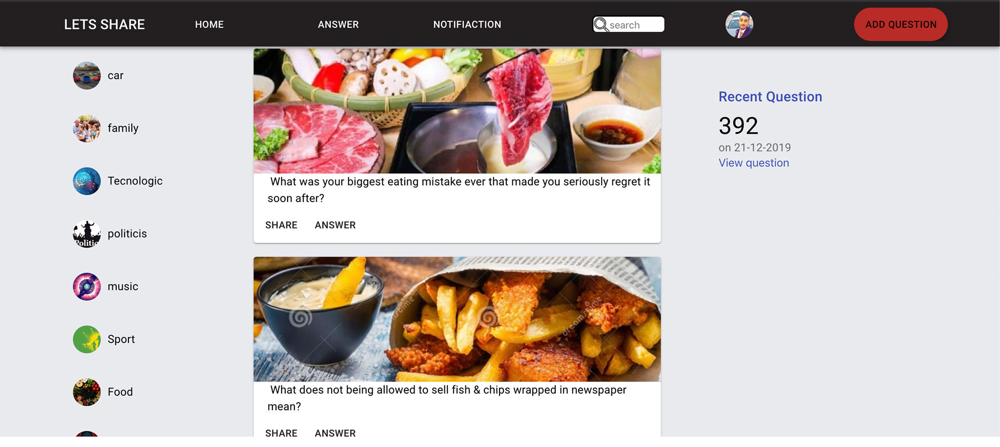 LETS SHARE
HOME
ANSWER
NOTIFIACTION
search
ADD QUESTION
car
family
Tecnologic
politicis
Politic
music
Sport
Food
What was your biggest eating mistake ever that made you seriously regret it
soon after?
SHARE ANSWER
dreamstime
What does not being allowed to sell fish & chips wrapped in newspaper
mean?
SHARE ANSWER
Recent Question
392
on 21-12-2019
View question